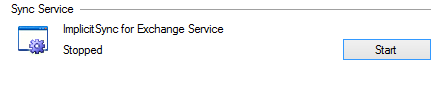 Sync Service
ImplicitSync for Exchange Service
Stopped
Start